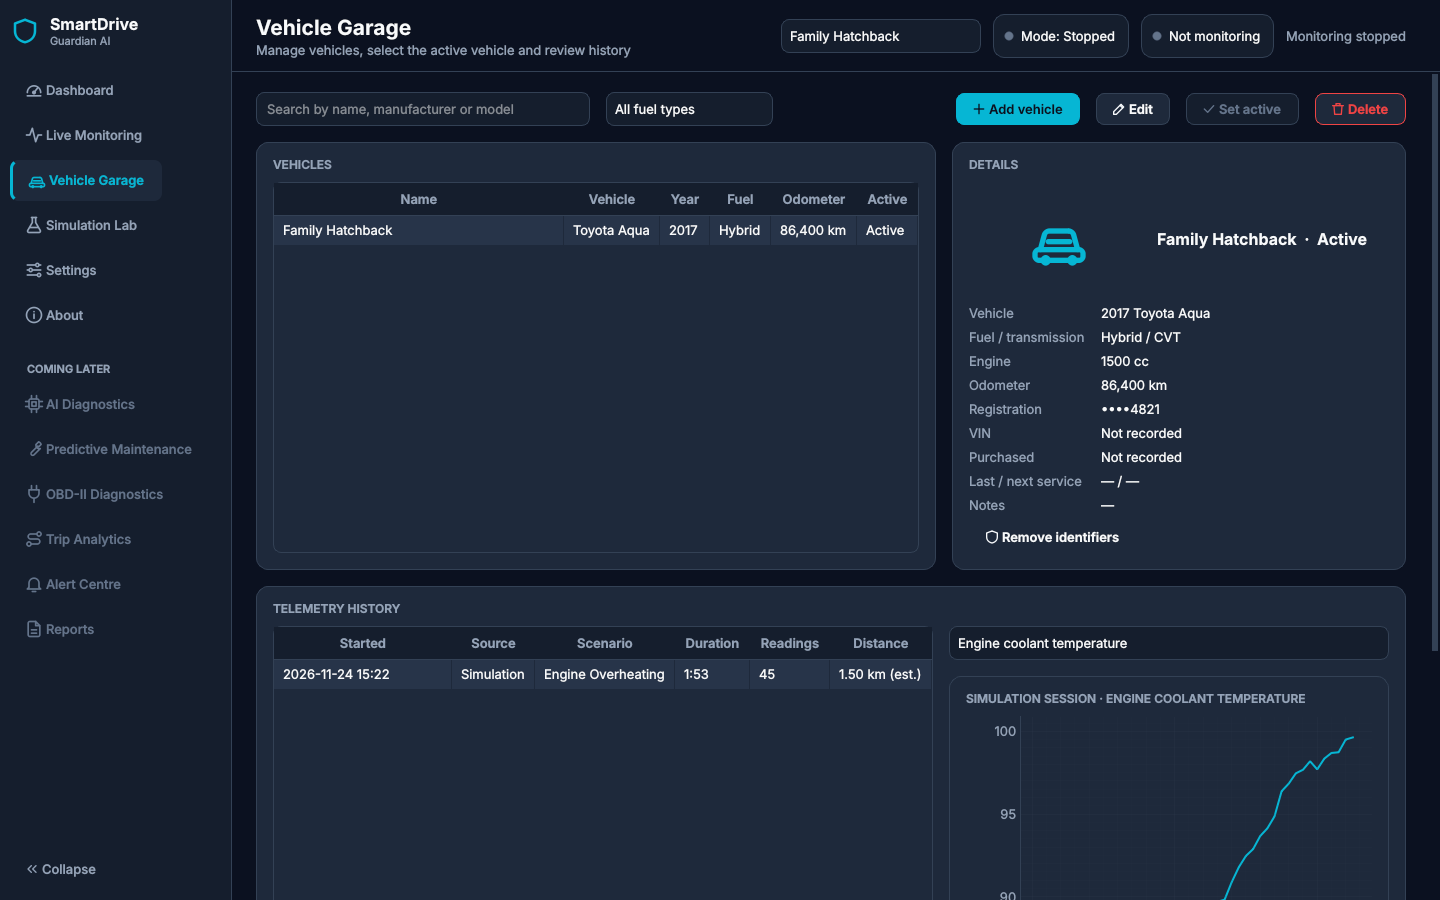 SmartDrive
Guardian AI
Dashboard
Live Monitoring
Vehicle Garage
Simulation Lab
Settings
About
COMING LATER
AI Diagnostics
Predictive Maintenance
OBD-II Diagnostics
Trip Analytics
Alert Centre
Reports
Collapse
Vehicle Garage
Manage vehicles, select the active vehicle and review history
Family Hatchback
Mode: Stopped
Not monitoring
Monitoring stopped
Search by name, manufacturer or model
All fuel types
Add vehicle
Edit
Set active
Delete
VEHICLES
Name Vehicle Year Fuel Odometer Active
Family Hatchback Toyota Aqua 2017 Hybrid 86,400 km Active
DETAILS
Family Hatchback · Active
Vehicle 2017 Toyota Aqua
Fuel / transmission Hybrid / CVT
Engine 1500 cc
Odometer 86,400 km
Registration ••••4821
VIN Not recorded
Purchased Not recorded
Last / next service — / —
Notes —
Remove identifiers
TELEMETRY HISTORY
Started Source Scenario Duration Readings Distance
2026-11-24 15:22 Simulation Engine Overheating 1:53 45 1.50 km (est.)
Engine coolant temperature
SIMULATION SESSION · ENGINE COOLANT TEMPERATURE
100
95
90